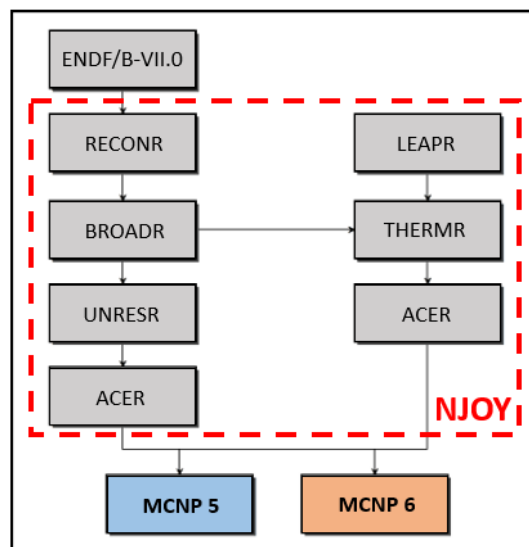 ENDF/B-VII.0
RECONR
LEAPR
BROADR
THERMR
UNRESR
ACER
ACER
NJOY
MCNP 5
MCNP 6